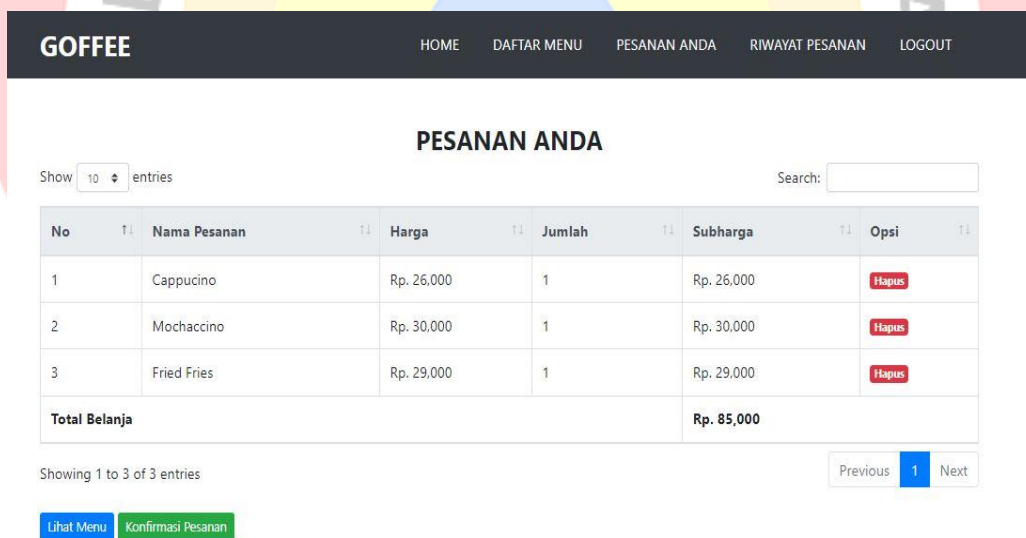 GOFFEE HOME DAFTAR MENU PESANAN ANDA RIWAYAT PESANAN LOGOUT
PESANAN ANDA
Show 10 entries Search:
No Nama Pesanan Harga Jumlah Subharga Opsi
1 Cappucino Rp. 26,000 1 Rp. 26,000 Hapus
2 Mochaccino Rp. 30,000 1 Rp. 30,000 Hapus
3 Fried Fries Rp. 29,000 1 Rp. 29,000 Hapus
Total Belanja Rp. 85,000
Showing 1 to 3 of 3 entries Previous 1 Next
Lihat Menu Konfirmasi Pesanan